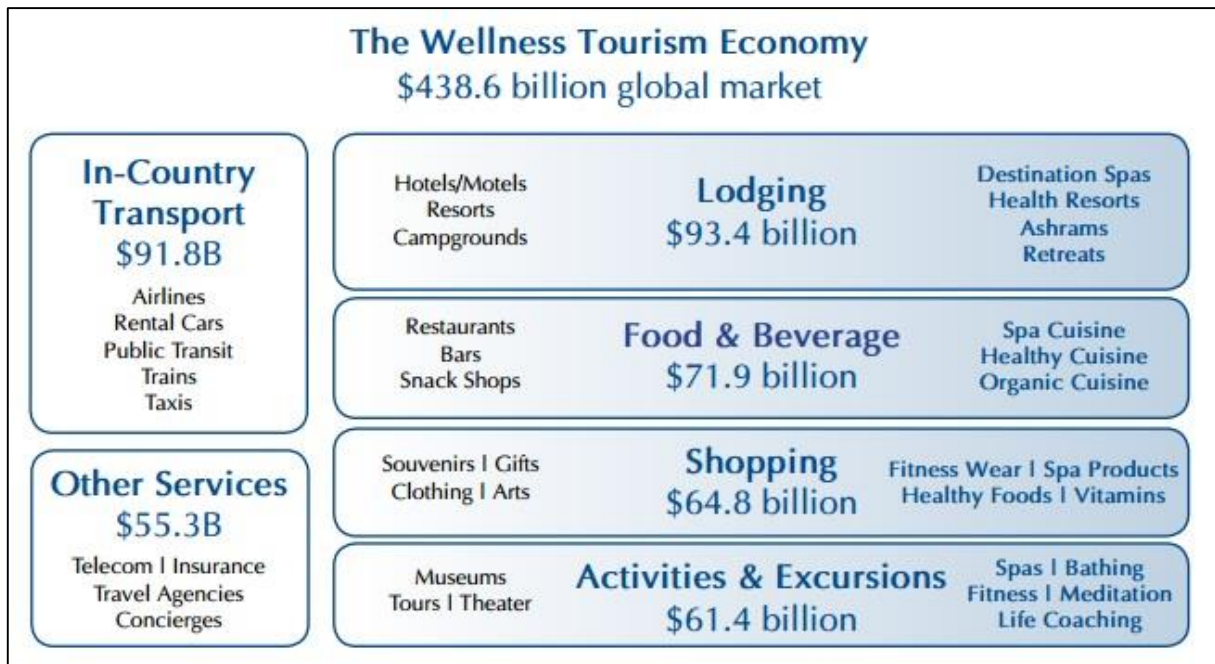 The Wellness Tourism Economy
$438.6 billion global market
In-Country
Transport
$91.8B
Airlines
Rental Cars
Public Transit
Trains
Taxis
Other Services
$55.3B
Telecom | Insurance
Travel Agencies
Concierges
Hotels/Motels
Resorts
Campgrounds
Lodging
$93.4 billion
Destination Spas
Health Resorts
Ashrams
Retreats
Restaurants
Bars
Snack Shops
Food & Beverage
$71.9 billion
Spa Cuisine
Healthy Cuisine
Organic Cuisine
Souvenirs | Gifts
Clothing | Arts
Shopping
$64.8 billion
Fitness Wear | Spa Products
Healthy Foods | Vitamins
Museums
Tours | Theater
Activities & Excursions
$61.4 billion
Spas | Bathing
Fitness | Meditation
Life Coaching